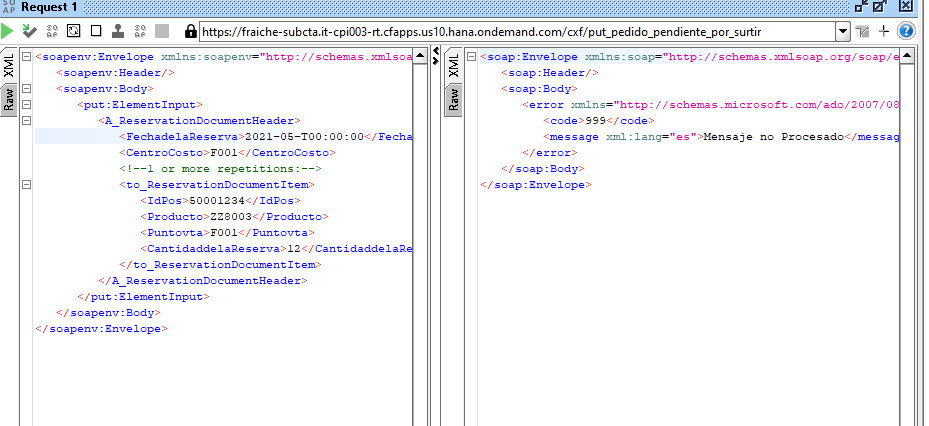 SO
AP
Request 1
https://fraiche-subcta.it-cpi003-rt.cfapps.us10.hana.ondemand.com/cxf/put_pedido_pendiente_por_surtir
XML
Raw
<soapenv:Envelope xmlns:soapenv="http://schemas.xmlsoa
<soapenv:Header/>
<soapenv:Body>
<put:ElementInput>
<A_ReservationDocumentHeader>
<FechadelaReserva>2021-05-T00:00:00</Fecha
<CentroCosto>F001</CentroCosto>
<!--1 or more repetitions:-->
<to_ReservationDocumentItem>
<IdPos>50001234</IdPos>
<Producto>ZZ8003</Producto>
<Puntovta>F001</Puntovta>
<CantidaddelaReserva>12</CantidaddelaRe
</to_ReservationDocumentItem>
</A_ReservationDocumentHeader>
</put:ElementInput>
</soapenv:Body>
</soapenv:Envelope>
XML
Raw
<soap:Envelope xmlns:soap="http://schemas.xmlsoap.org/soap/e
<soap:Header/>
<soap:Body>
<error xmlns="http://schemas.microsoft.com/ado/2007/08
<code>999</code>
<message xml:lang="es">Mensaje no Procesado</messag
</error>
</soap:Body>
</soap:Envelope>